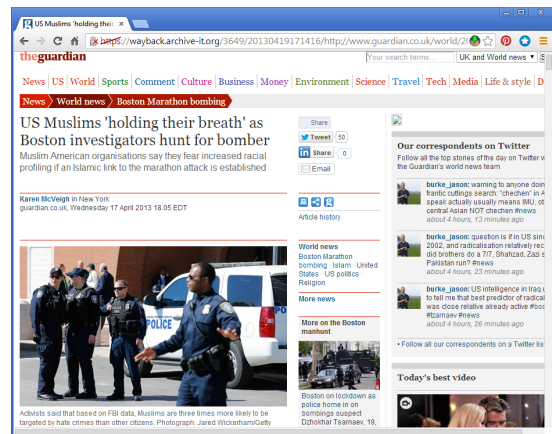 US Muslims 'holding their
https://wayback.archive-it.org/3649/20130419171416/http://www.guardian.co.uk/world/20
theguardian
Your search terms...
UK and World news
News US World Sports Comment Culture Business Money Environment Science Travel Tech Media Life & style D
News World news Boston Marathon bombing
US Muslims 'holding their breath' as
Boston investigators hunt for bomber
Muslim American organisations say they fear increased racial
profiling if an Islamic link to the marathon attack is established
Karen McVeigh in New York
guardian.co.uk, Wednesday 17 April 2013 18.05 EDT
POLICE
Activists said that based on FBI data, Muslims are three times more likely to be
targeted by hate crimes than other citizens. Photograph: Jared Wickerham/Getty
Share
Tweet 50
in Share 0
Email
Article history
World news
Boston Marathon
bombing · Islam · United
States · US politics ·
Religion
More news
More on the Boston
manhunt
Boston on lockdown as
police home in on
bombings suspect
Dzhokhar Tsarnaev, 19,
Our correspondents on Twitter
Follow all the top stories of the day on Twitter w
the Guardian's world news team
burke_jason: warning to anyone doin
frantic cuttings search: "chechen" in A
speak actually usually means IMU, ot
central Asian NOT chechen #news
about 4 hours, 13 minutes ago
burke_jason: question is if in US sinc
2002, and radicalisation relatively rec
did brothers do a 7/7, Shahzad, Zazi s
Pakistan run? #news
about 4 hours, 23 minutes ago
burke_jason: US intelligence in Iraq u
to tell me that best predictor of radical
was close relative already active #bos
#tzarnaev #news
about 4 hours, 26 minutes ago
• Follow all our correspondents on a Twitter list
Today's best video